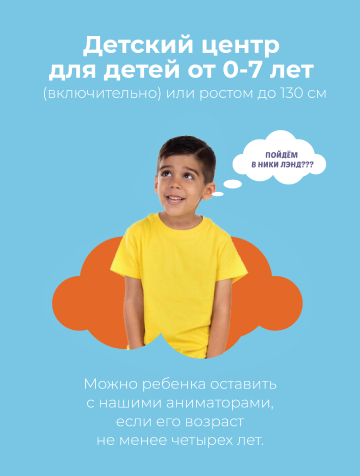 Детский центр
для детей от 0-7 лет
(включительно) или ростом до 130 см
ПОЙДЁМ
В НИКИ ЛЭНД???
Можно ребенка оставить
с нашими аниматорами,
если его возраст
не менее четырех лет.